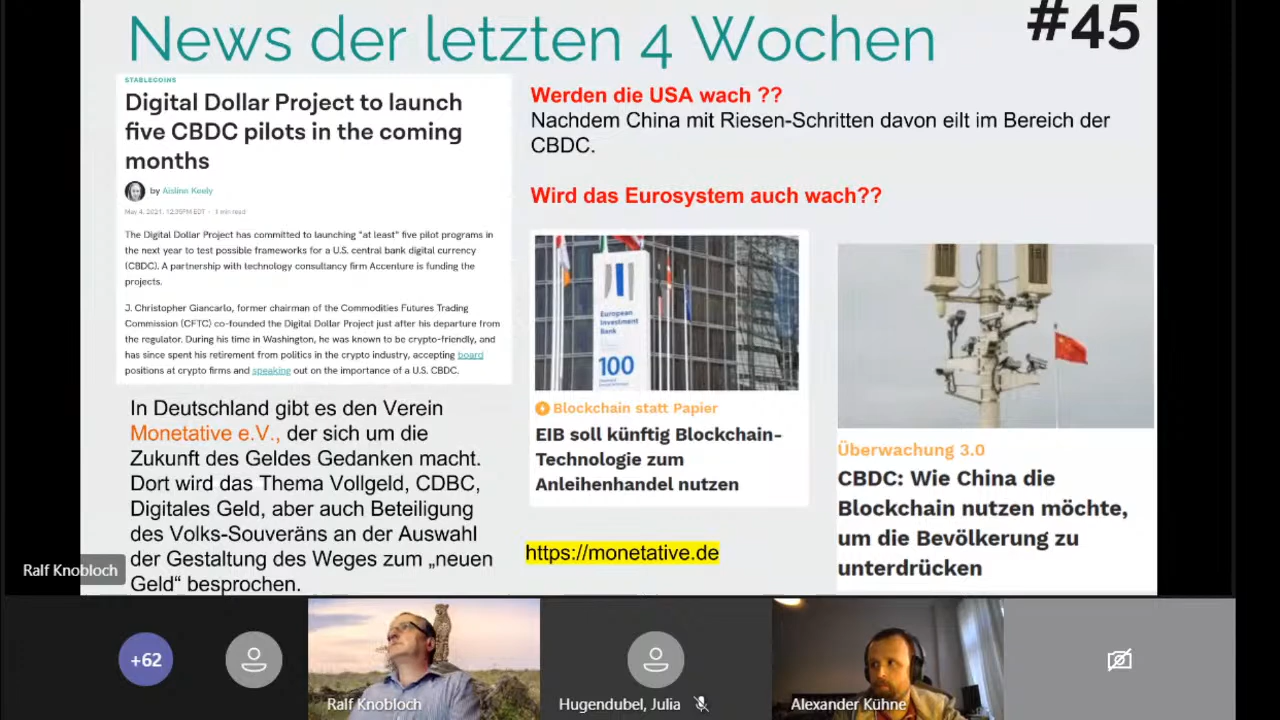 News der letzten 4 Wochen
#45
STABLECOINS
Digital Dollar Project to launch
five CBDC pilots in the coming
months
by Aislinn Keely
May 4, 2021, 12:35PM EDT · 1 min read
The Digital Dollar Project has committed to launching "at least" five pilot programs in
the next year to test possible frameworks for a U.S. central bank digital currency
(CBDC). A partnership with technology consultancy firm Accenture is funding the
projects.
J. Christopher Giancarlo, former chairman of the Commodities Futures Trading
Commission (CFTC) co-founded the Digital Dollar Project just after his departure from
the regulator. During his time in Washington, he was known to be crypto-friendly, and
has since spent his retirement from politics in the crypto industry, accepting board
positions at crypto firms and speaking out on the importance of a U.S. CBDC.
In Deutschland gibt es den Verein
Monetative e.V., der sich um die
Zukunft des Geldes Gedanken macht.
Dort wird das Thema Vollgeld, CDBC,
Digitales Geld, aber auch Beteiligung
des Volks-Souveräns an der Auswahl
der Gestaltung des Weges zum „neuen
Geld“ besprochen.
Werden die USA wach ??
Nachdem China mit Riesen-Schritten davon eilt im Bereich der
CBDC.
Wird das Eurosystem auch wach??
European
Investment
Bank
100
Blockchain statt Papier
EIB soll künftig Blockchain-
Technologie zum
Anleihenhandel nutzen
https://monetative.de
Überwachung 3.0
CBDC: Wie China die
Blockchain nutzen möchte,
um die Bevölkerung zu
unterdrücken
Ralf Knobloch
+62
Ralf Knobloch
Hugendubel, Julia
Alexander Kühne